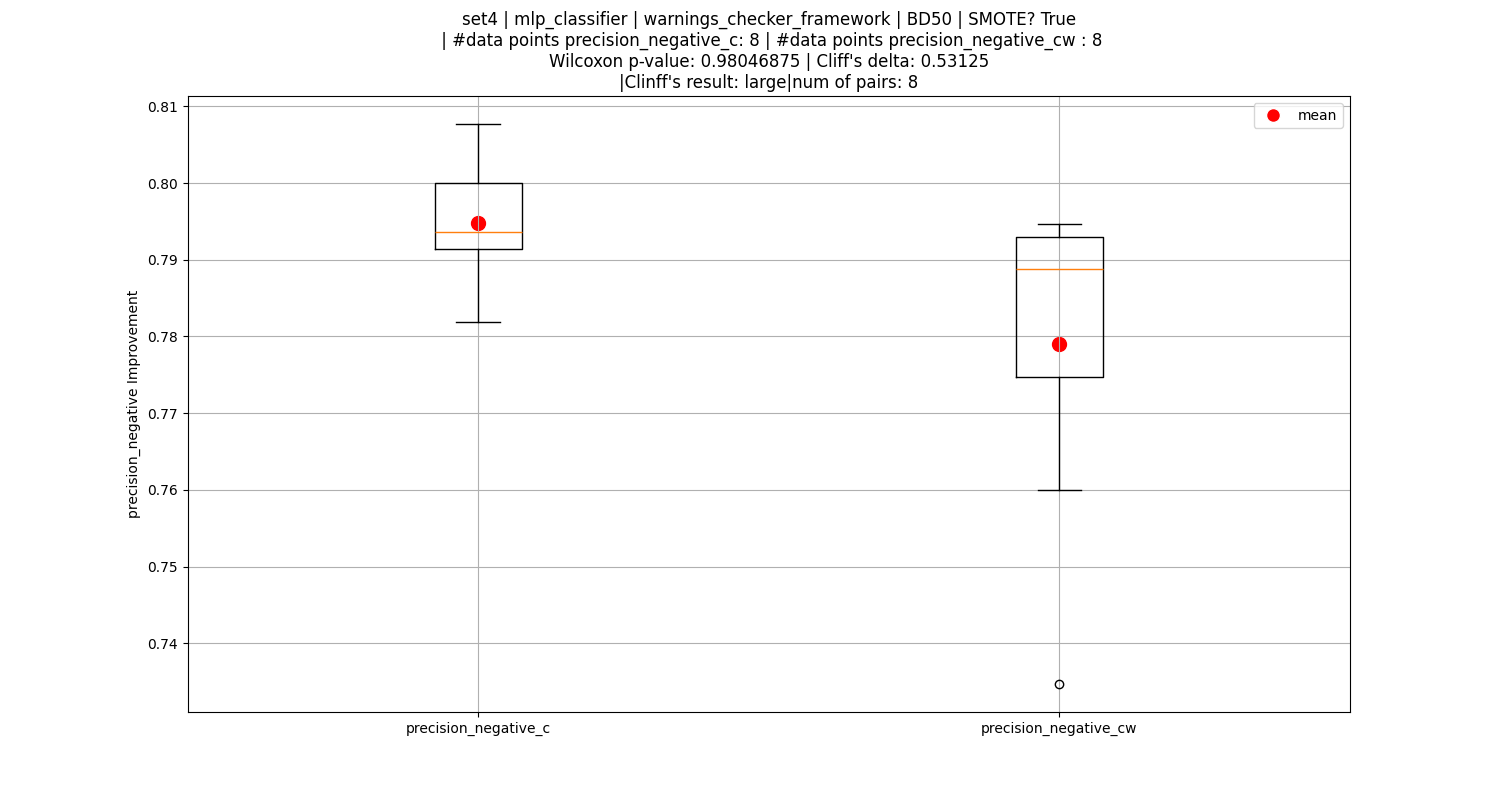 set4 | mlp_classifier | warnings_checker_framework | BD50 | SMOTE? True
| #data points precision_negative_c: 8 | #data points precision_negative_cw : 8
Wilcoxon p-value: 0.98046875 | Cliff's delta: 0.53125
|Clinff's result: large|num of pairs: 8
mean
0.81
0.80
0.79
0.78
0.77
0.76
0.75
0.74
precision_negative Improvement
precision_negative_c
precision_negative_cw